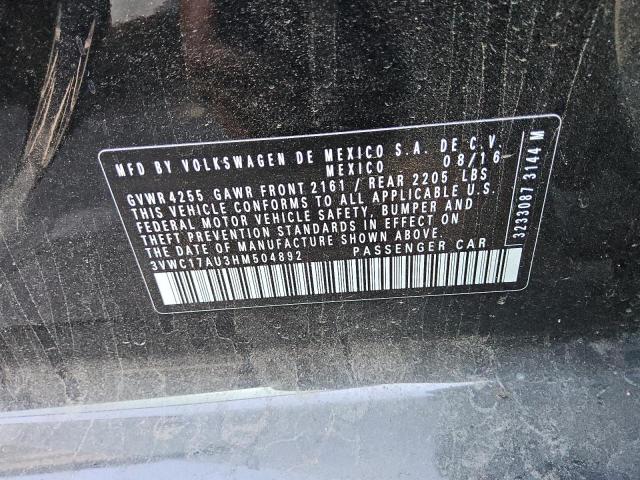 MFD BY VOLKSWAGEN DE MEXICO S.A. DE C.V.
MEXICO 08/16
GVWR 4255 GAWR FRONT 2161 / REAR 2205 LBS
THIS VEHICLE CONFORMS TO ALL APPLICABLE U.S.
FEDERAL MOTOR VEHICLE SAFETY, BUMPER AND
THEFT PREVENTION STANDARDS IN EFFECT ON
THE DATE OF MANUFACTURE SHOWN ABOVE.
3VWC17AU3HM504892 PASSENGER CAR
3233087 3144 M